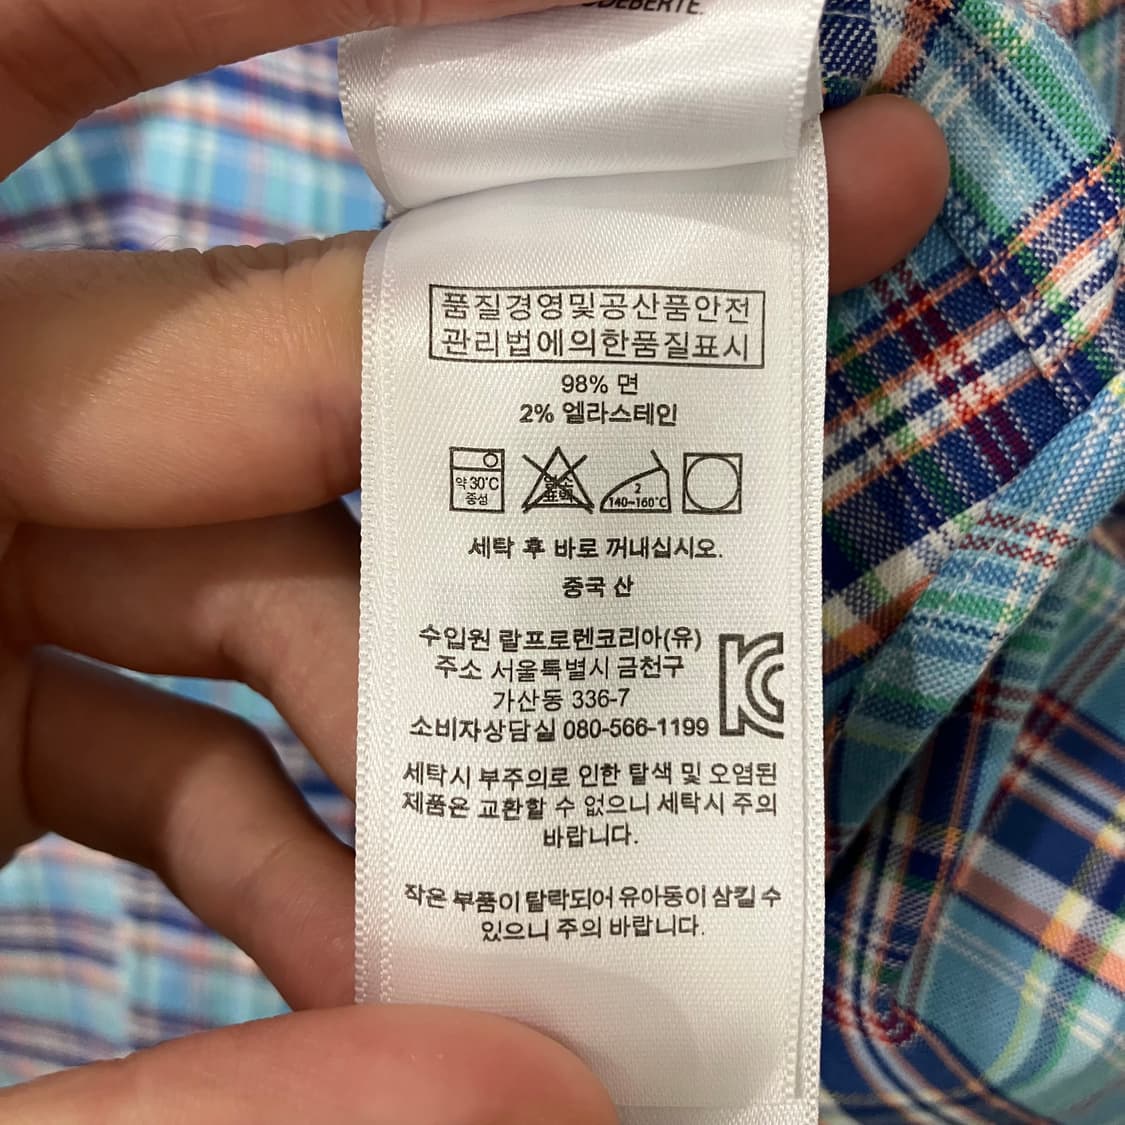 품질경영및공산품안전
관리법에의한품질표시
98% 면
2% 엘라스테인
약 30˚C
중성
염소
표백
2
140~160˚C
세탁 후 바로 꺼내십시오.
중국 산
수입원 랄프로렌코리아(유)
주소 서울특별시 금천구
가산동 336-7
소비자상담실 080-566-1199
세탁시 부주의로 인한 탈색 및 오염된
제품은 교환할 수 없으니 세탁시 주의
바랍니다.
작은 부품이 탈락되어 유아동이 삼킬 수
있으니 주의 바랍니다.